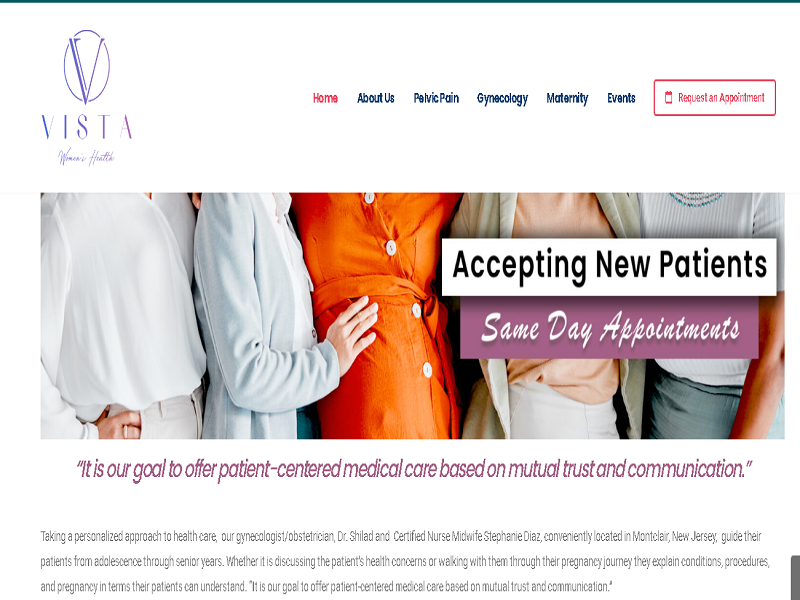 VISTA
Women's Health
Home About Us Pelvic Pain Gynecology Maternity Events Request an Appointment
Accepting New Patients
Same Day Appointments
“It is our goal to offer patient-centered medical care based on mutual trust and communication.”
Taking a personalized approach to health care, our gynecologist/obstetrician, Dr. Shilad and Certified Nurse Midwife Stephanie Diaz, conveniently located in Montclair, New Jersey, guide their
patients from adolescence through senior years. Whether it is discussing the patient's health concerns or walking with them through their pregnancy journey they explain conditions, procedures,
and pregnancy in terms their patients can understand. “It is our goal to offer patient-centered medical care based on mutual trust and communication.”